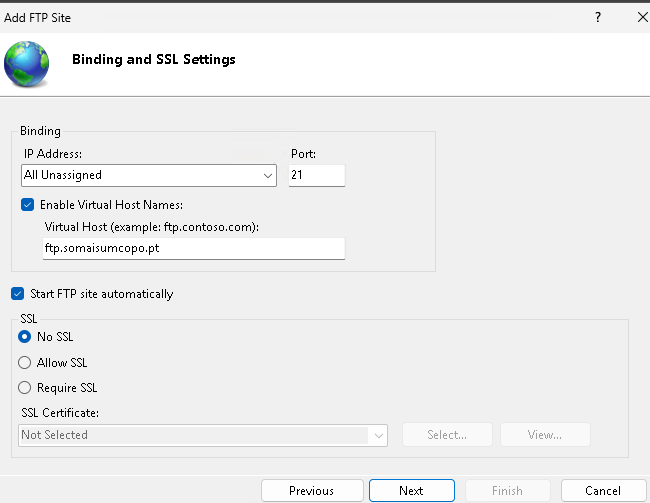 Add FTP Site
?
Binding and SSL Settings
Binding
IP Address: Port:
All Unassigned 21
Enable Virtual Host Names:
Virtual Host (example: ftp.contoso.com):
ftp.somaisumcopo.pt
Start FTP site automatically
SSL
No SSL
Allow SSL
Require SSL
SSL Certificate:
Not Selected Select... View...
Previous Next Finish Cancel